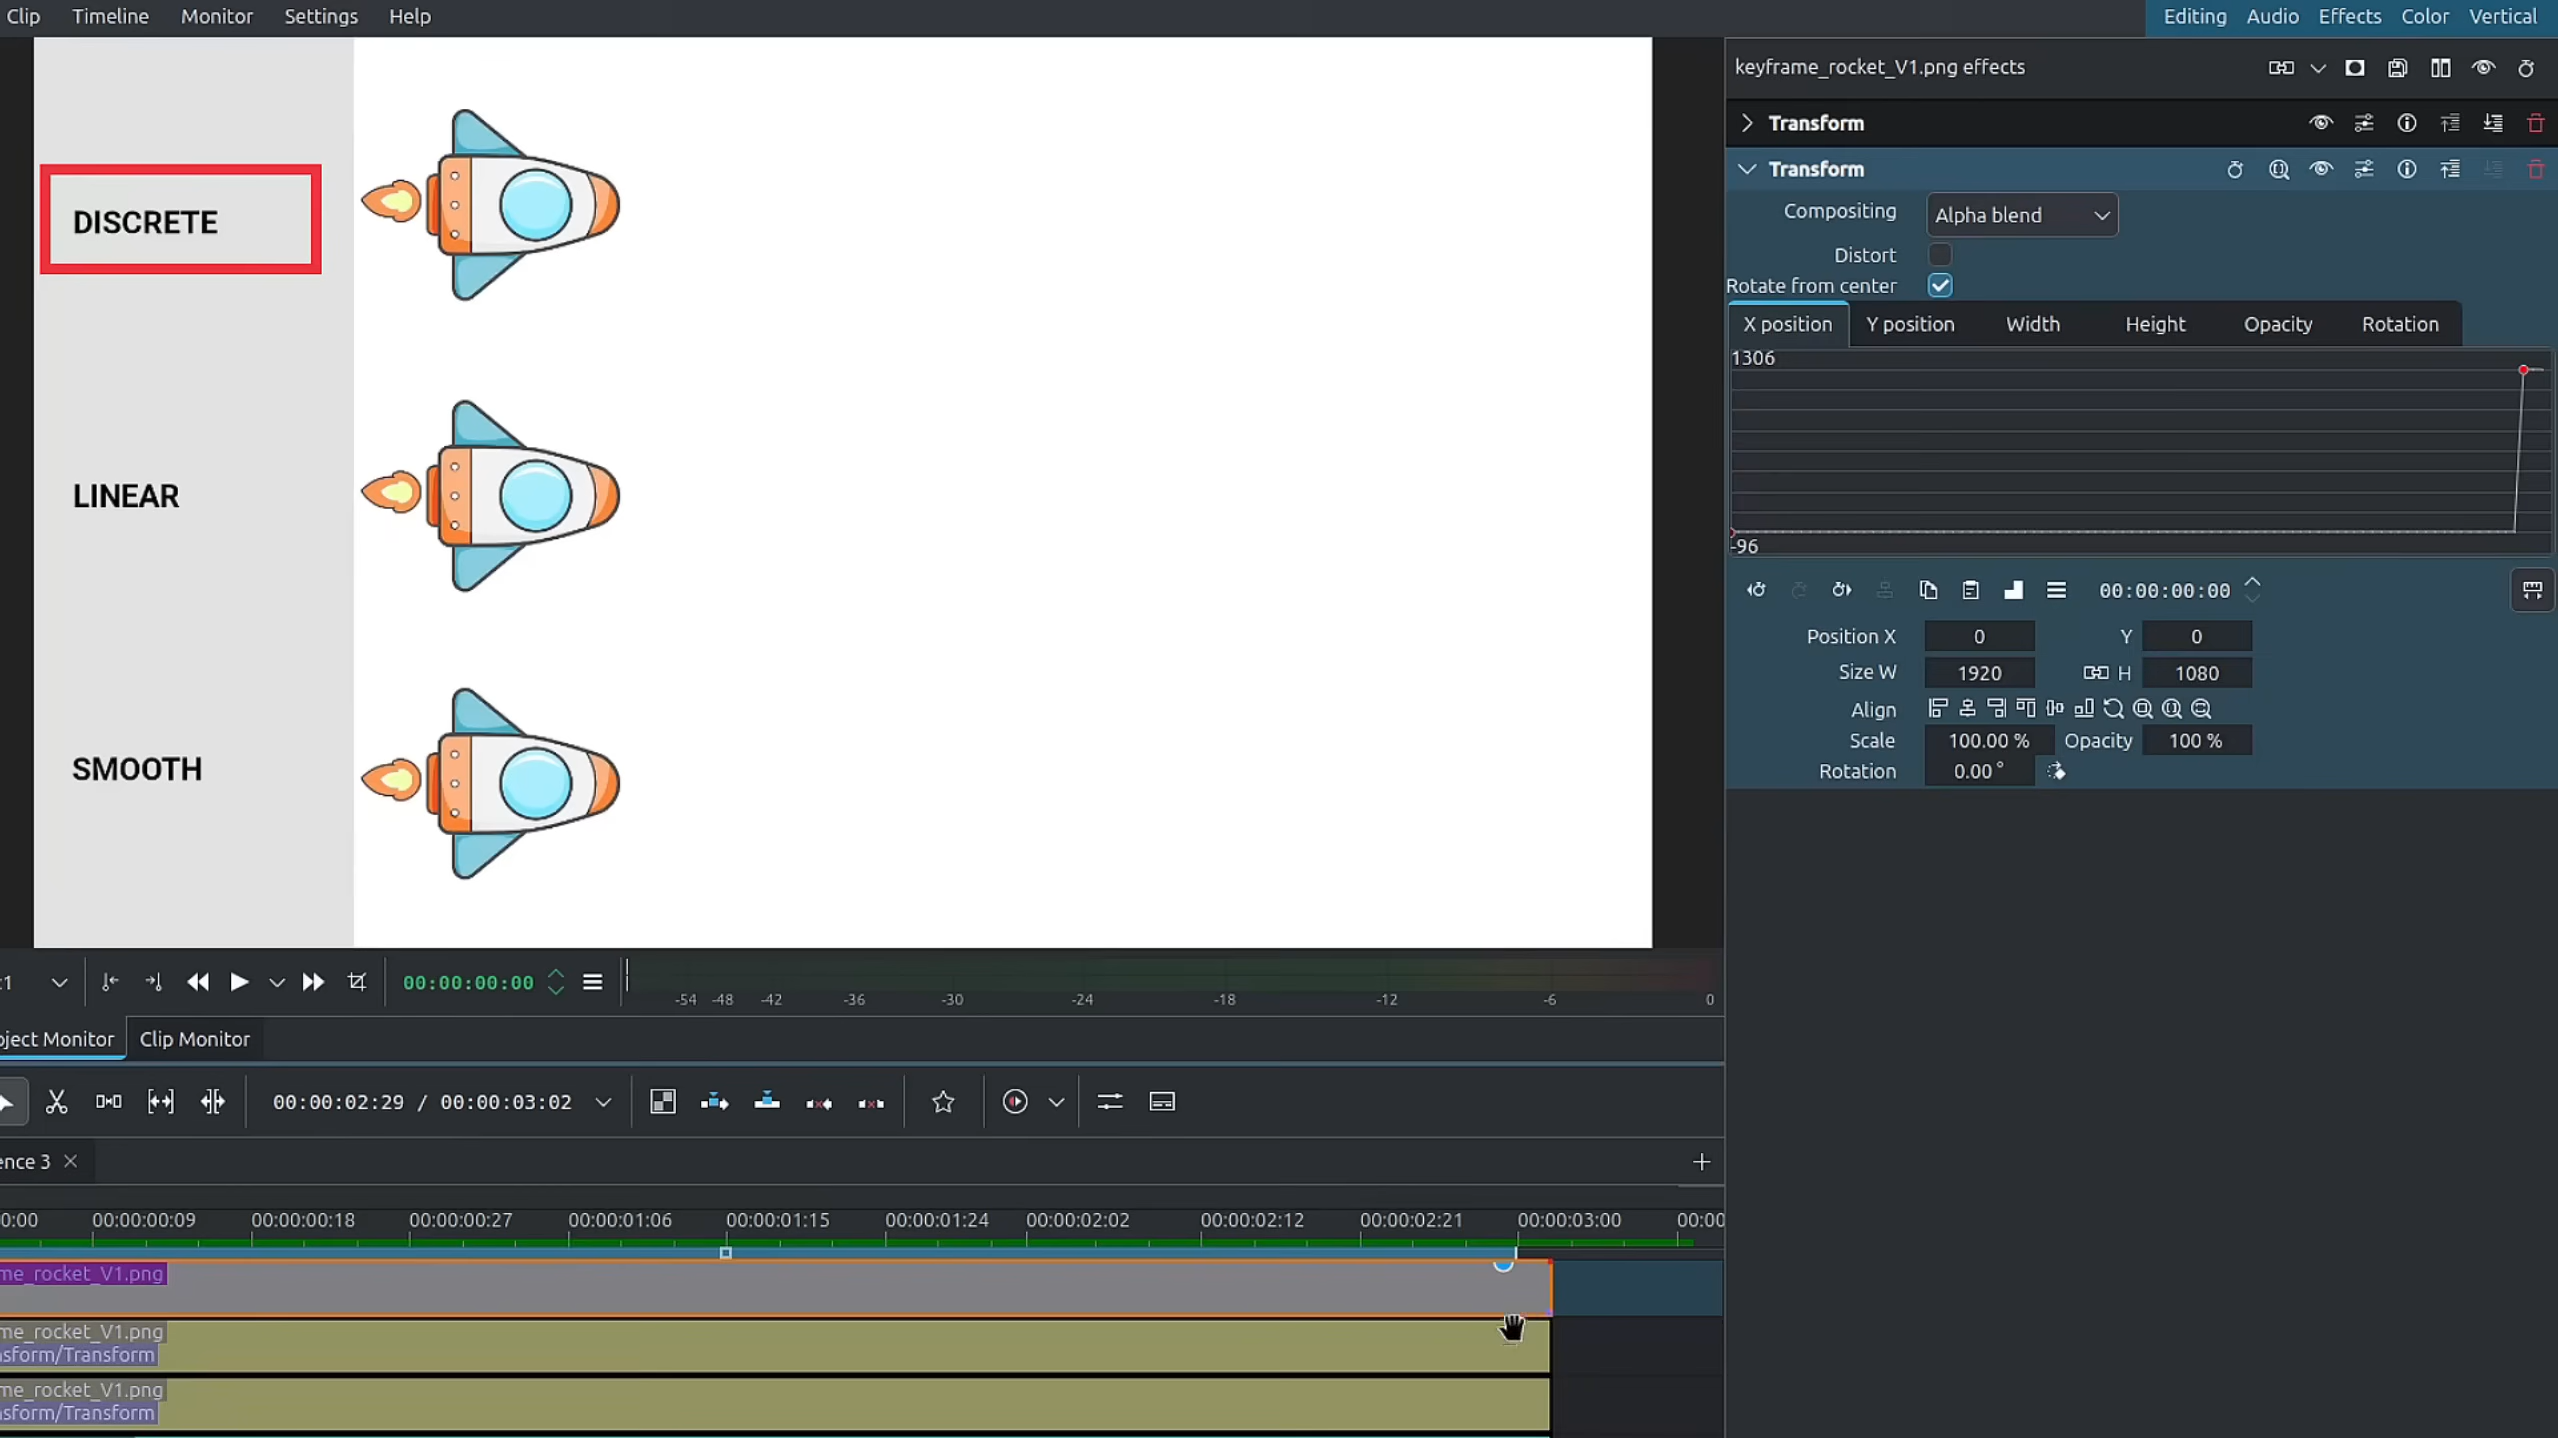 Clip Timeline Monitor Settings Help
Editing Audio Effects Color Vertical
keyframe_rocket_V1.png effects
Transform
Transform
Compositing Alpha blend
Distort
Rotate from center
X position Y position Width Height Opacity Rotation
1306
-96
00:00:00:00
Position X 0 Y 0
Size W 1920 H 1080
Align
Scale 100.00 % Opacity 100 %
Rotation 0.00 °
DISCRETE
LINEAR
SMOOTH
:1 00:00:00:00
-54 -48 -42 -36 -30 -24 -18 -12 -6 0
oject Monitor Clip Monitor
00:00:02:29 / 00:00:03:02
ence 3
0:00 00:00:00:09 00:00:00:18 00:00:00:27 00:00:01:06 00:00:01:15 00:00:01:24 00:00:02:02 00:00:02:12 00:00:02:21 00:00:03:00 00:00
me_rocket_V1.png
me_rocket_V1.png
nsform/Transform
me_rocket_V1.png
nsform/Transform